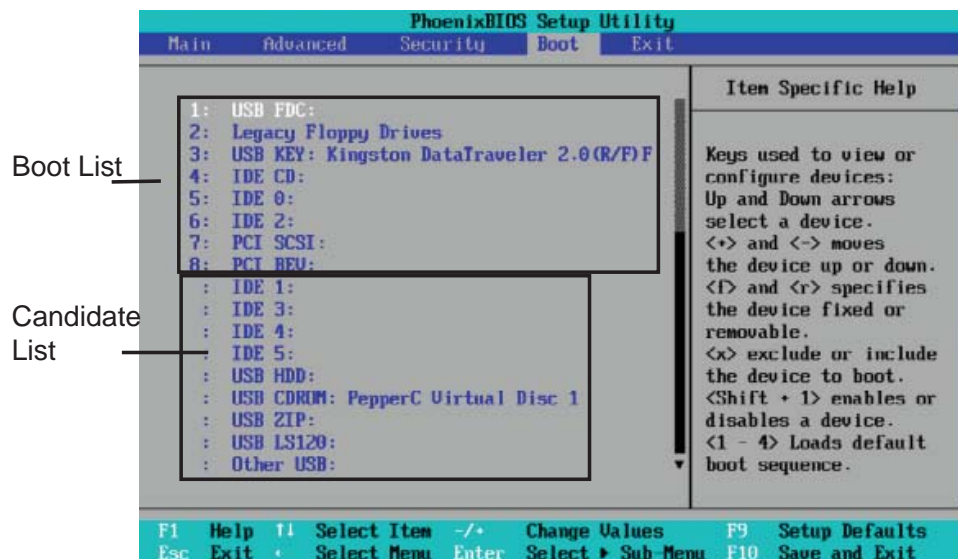 PhoenixBIOS Setup Utility
Main Advanced Security Boot Exit
Boot List
1: USB FDC:
2: Legacy Floppy Drives
3: USB KEY: Kingston DataTraveler 2.0(R/F)F
4: IDE CD:
5: IDE 0:
6: IDE 2:
7: PCI SCSI:
8: PCI BEV:
Candidate
List
: IDE 1:
: IDE 3:
: IDE 4:
: IDE 5:
: USB HDD:
: USB CDROM: PepperC Virtual Disc 1
: USB ZIP:
: USB LS120:
: Other USB:
Item Specific Help
Keys used to view or
configure devices:
Up and Down arrows
select a device.
<+> and <-> moves
the device up or down.
<f> and <r> specifies
the device fixed or
removable.
<x> exclude or include
the device to boot.
<Shift + 1> enables or
disables a device.
<1 - 4> Loads default
boot sequence.
F1 Help ↑↓ Select Item -/+ Change Values F9 Setup Defaults
Esc Exit Select Menu Enter Select ▶ Sub-Menu F10 Save and Exit